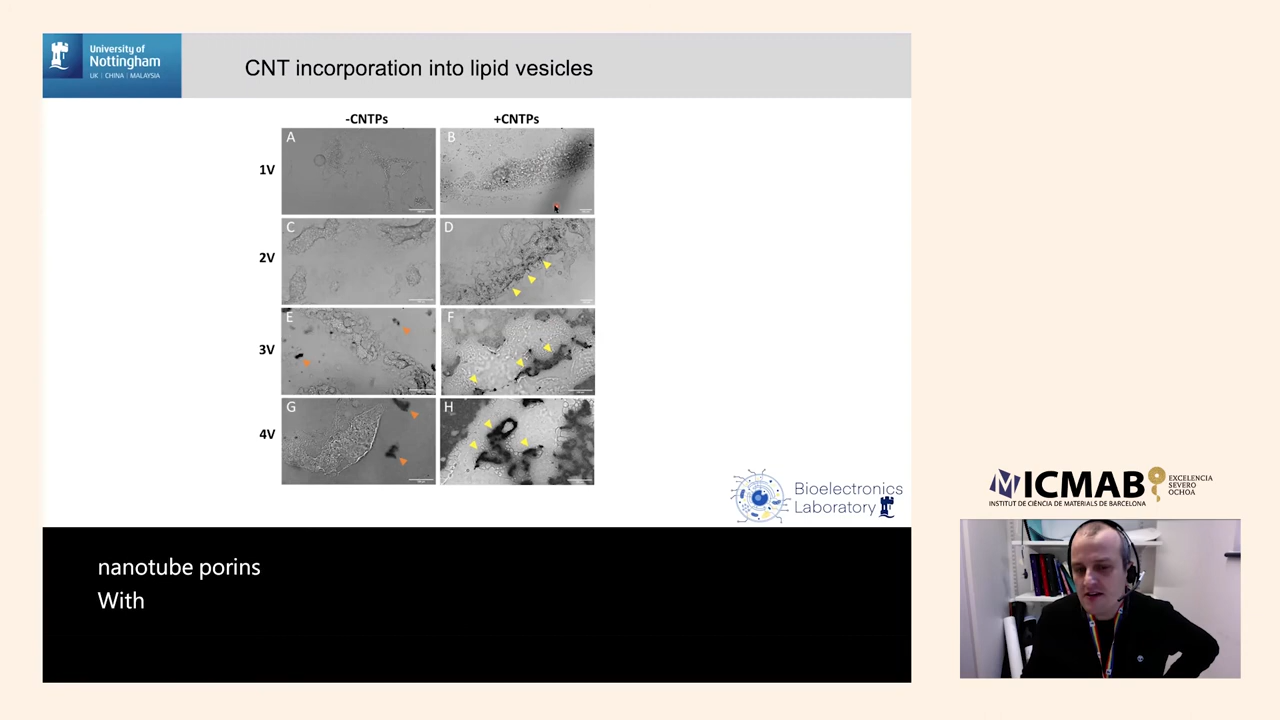 University of
Nottingham
UK | CHINA | MALAYSIA
CNT incorporation into lipid vesicles
-CNTPs
+CNTPs
1V
A
B
2V
C
D
3V
E
F
4V
G
H
Bioelectronics
Laboratory
nanotube porins
With
ICMAB
EXCELENCIA
SEVERO
OCHOA
INSTITUT DE CIÈNCIA DE MATERIALS DE BARCELONA